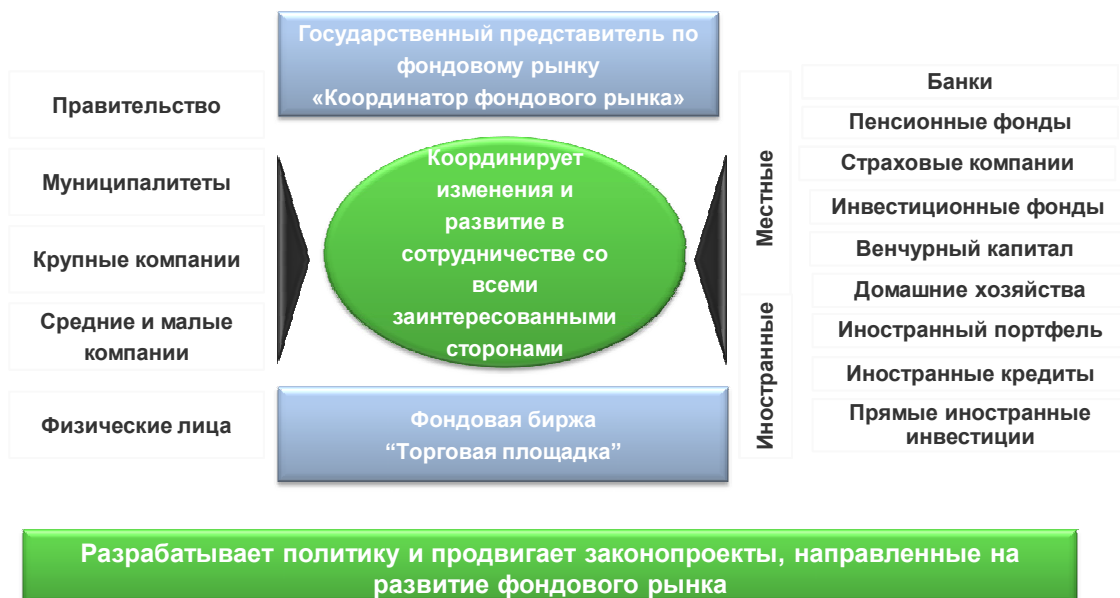 Государственный представитель по
фондовому рынку
«Координатор фондового рынка»
Правительство
Муниципалитеты
Крупные компании
Средние и малые
компании
Физические лица
Координирует
изменения и
развитие в
сотрудничестве со
всеми
заинтересованными
сторонами
Фондовая биржа
“Торговая площадка”
Местные
Иностранные
Банки
Пенсионные фонды
Страховые компании
Инвестиционные фонды
Венчурный капитал
Домашние хозяйства
Иностранный портфель
Иностранные кредиты
Прямые иностранные
инвестиции
Разрабатывает политику и продвигает законопроекты, направленные на
развитие фондового рынка